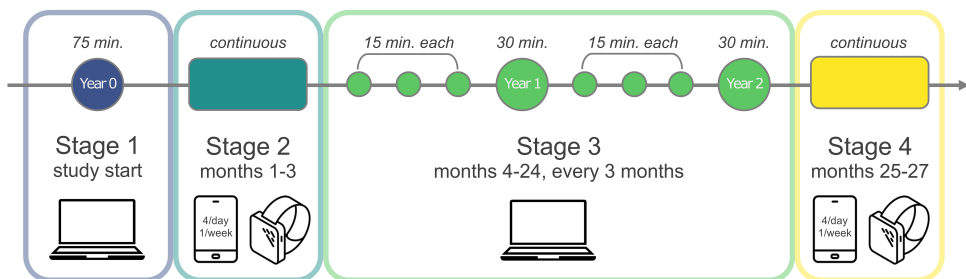 75 min.
Year 0
Stage 1
study start
continuous
Stage 2
months 1-3
4/day
1/week
15 min. each
30 min.
15 min. each
30 min.
Year 1
Year 2
Stage 3
months 4-24, every 3 months
continuous
Stage 4
months 25-27
4/day
1/week